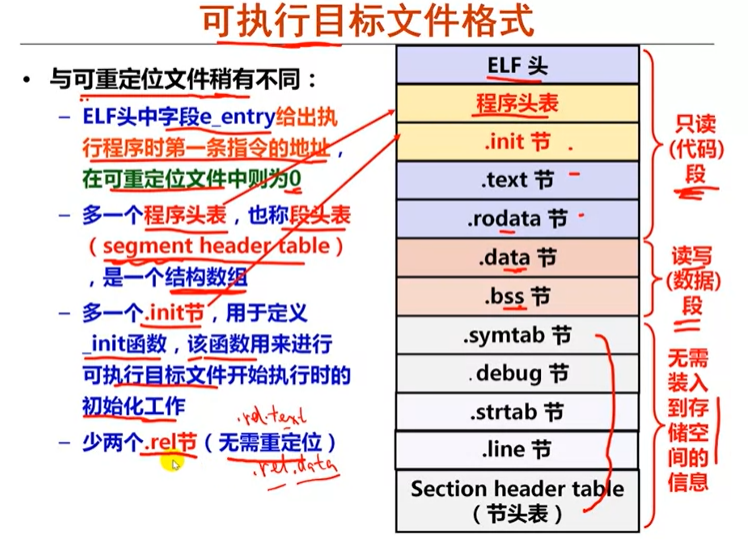 可执行目标文件格式
• 与可重定位文件稍有不同：
– ELF头中字段e_entry给出执
行程序时第一条指令的地址，
在可重定位文件中则为0
– 多一个程序头表，也称段头表
（segment header table）
，是一个结构数组
– 多一个.init节，用于定义
_init函数，该函数用来进行
可执行目标文件开始执行时的
初始化工作
.rel.text
– 少两个.rel节（无需重定位）
.rel.data
ELF 头
程序头表
.init 节
.text 节
.rodata 节
.data 节
.bss 节
.symtab 节
.debug 节
.strtab 节
.line 节
Section header table
（节头表）
只读
(代码)
段
读写
(数据)
段
无需
装入
到存
储空
间的
信息